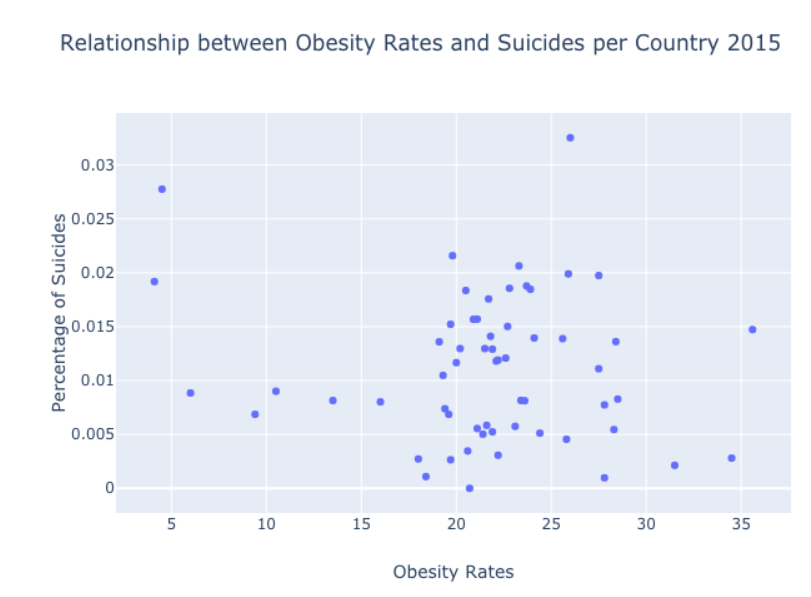 Relationship between Obesity Rates and Suicides per Country 2015
Percentage of Suicides
0.03
0.025
0.02
0.015
0.01
0.005
0
5 10 15 20 25 30 35
Obesity Rates